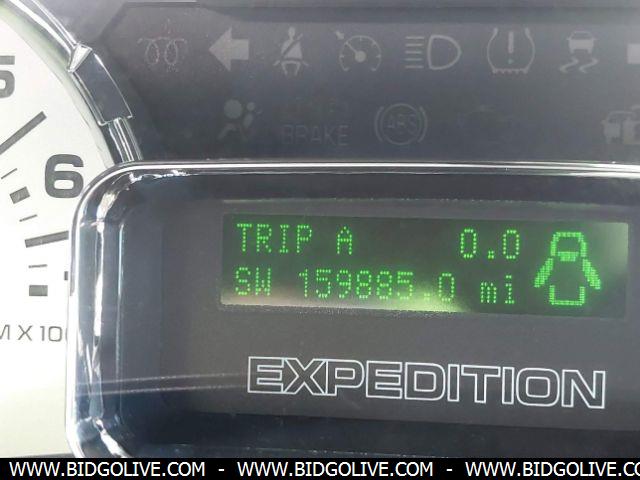 BRAKE
ABS
5
6
TRIP A 0.0
SW 159885.0 mi
EXPEDITION
WWW.BIDGOLIVE.COM - WWW.BIDGOLIVE.COM - WWW.BIDGOLIVE.COM